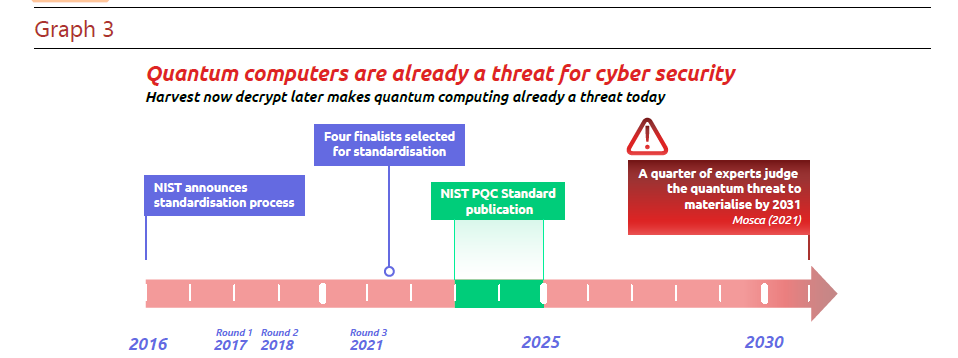 Graph 3
Quantum computers are already a threat for cyber security
Harvest now decrypt later makes quantum computing already a threat today
Four finalists selected
for standardisation
NIST announces
standardisation process
NIST PQC Standard
publication
A quarter of experts judge
the quantum threat to
materialise by 2031
Mosca (2021)
2016
Round 1
2017
Round 2
2018
Round 3
2021
2025
2030